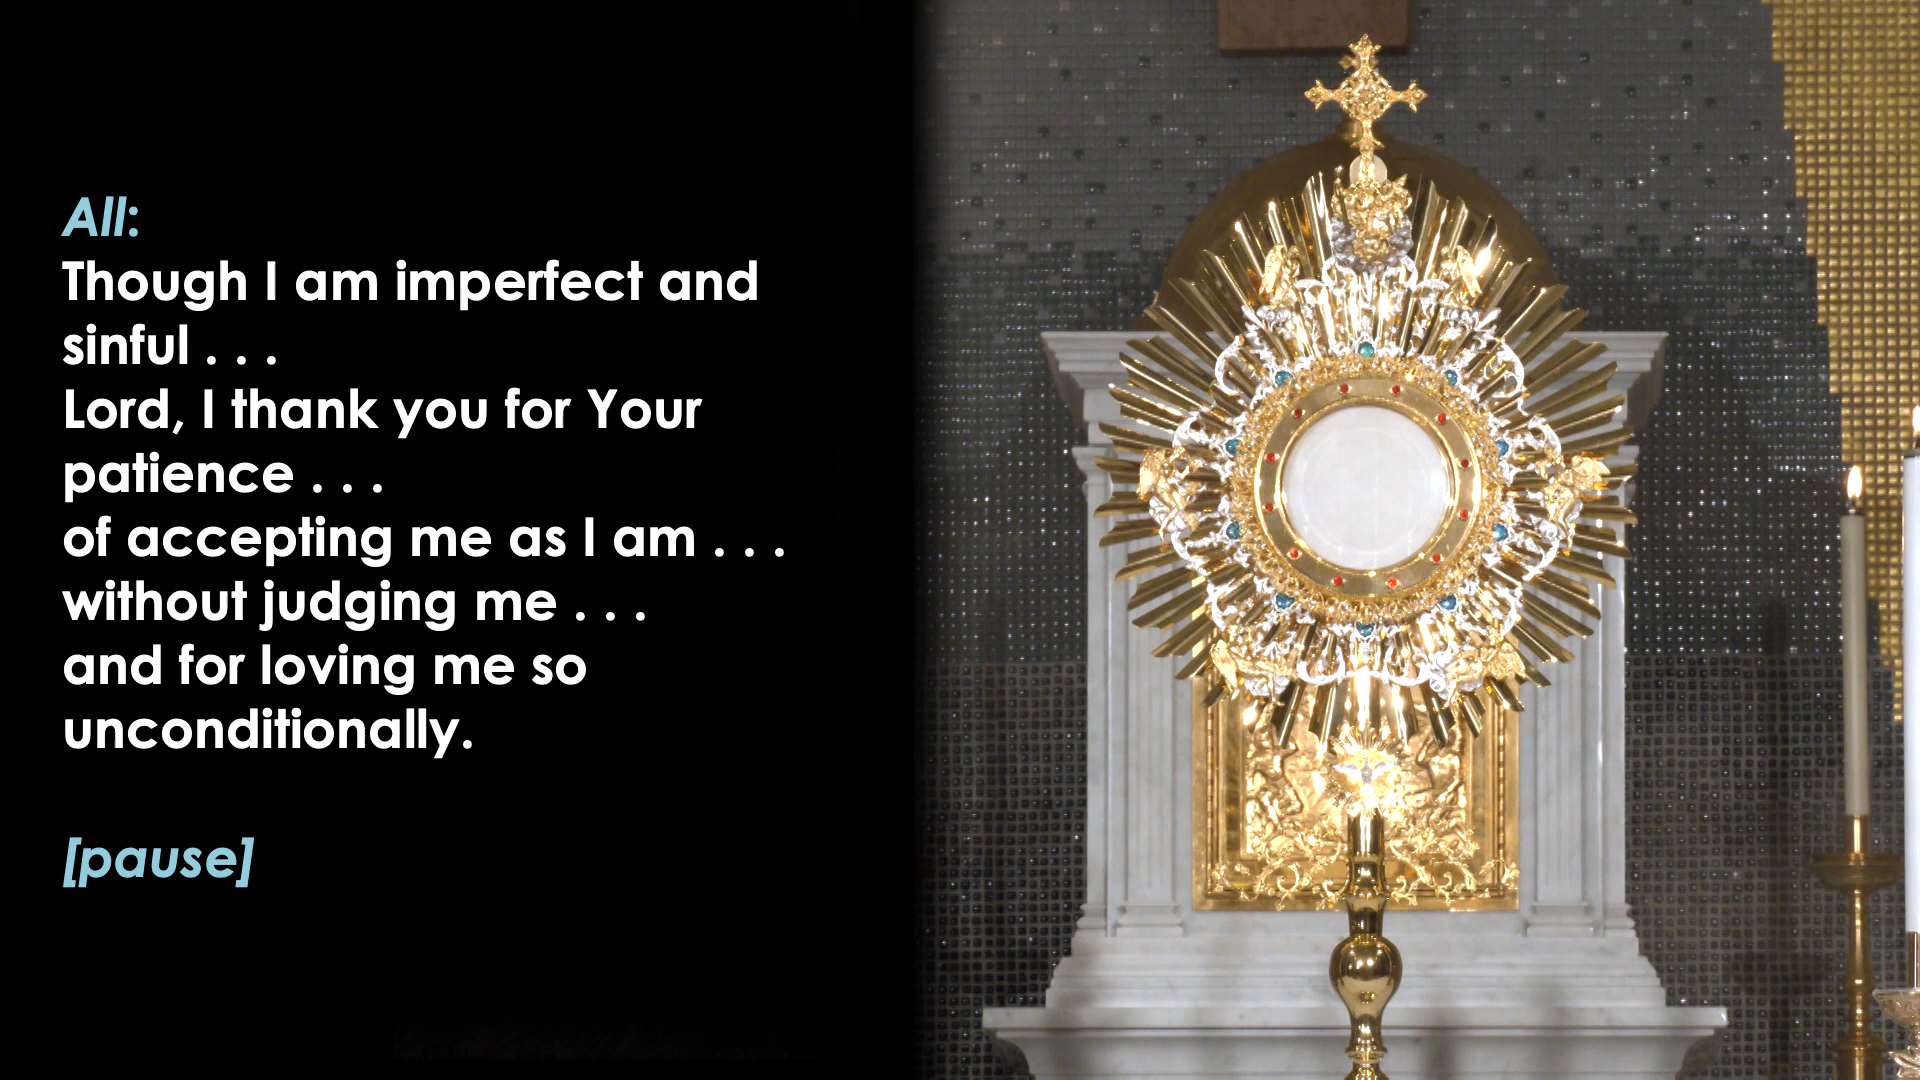 All:
Though I am imperfect and
sinful . . .
Lord, I thank you for Your
patience . . .
of accepting me as I am . . .
without judging me . . .
and for loving me so
unconditionally.
[pause]